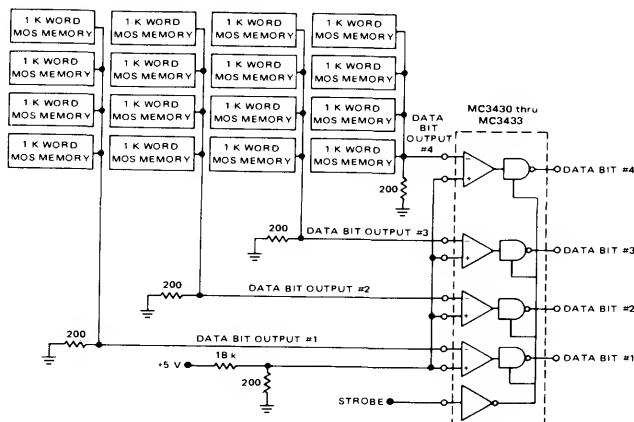 1 K WORD
MOS MEMORY
1 K WORD
MOS MEMORY
1 K WORD
MOS MEMORY
1 K WORD
MOS MEMORY
1 K WORD
MOS MEMORY
1 K WORD
MOS MEMORY
1 K WORD
MOS MEMORY
1 K WORD
MOS MEMORY
1 K WORD
MOS MEMORY
1 K WORD
MOS MEMORY
1 K WORD
MOS MEMORY
1 K WORD
MOS MEMORY
1 K WORD
MOS MEMORY
1 K WORD
MOS MEMORY
1 K WORD
MOS MEMORY
1 K WORD
MOS MEMORY
MC3430 thru
MC3433
DATA
BIT
OUTPUT
#4
200
DATA BIT #4
200
DATA BIT OUTPUT #3
DATA BIT #3
200
DATA BIT OUTPUT #2
DATA BIT #2
200
DATA BIT OUTPUT #1
DATA BIT #1
+5 V
18 k
200
STROBE